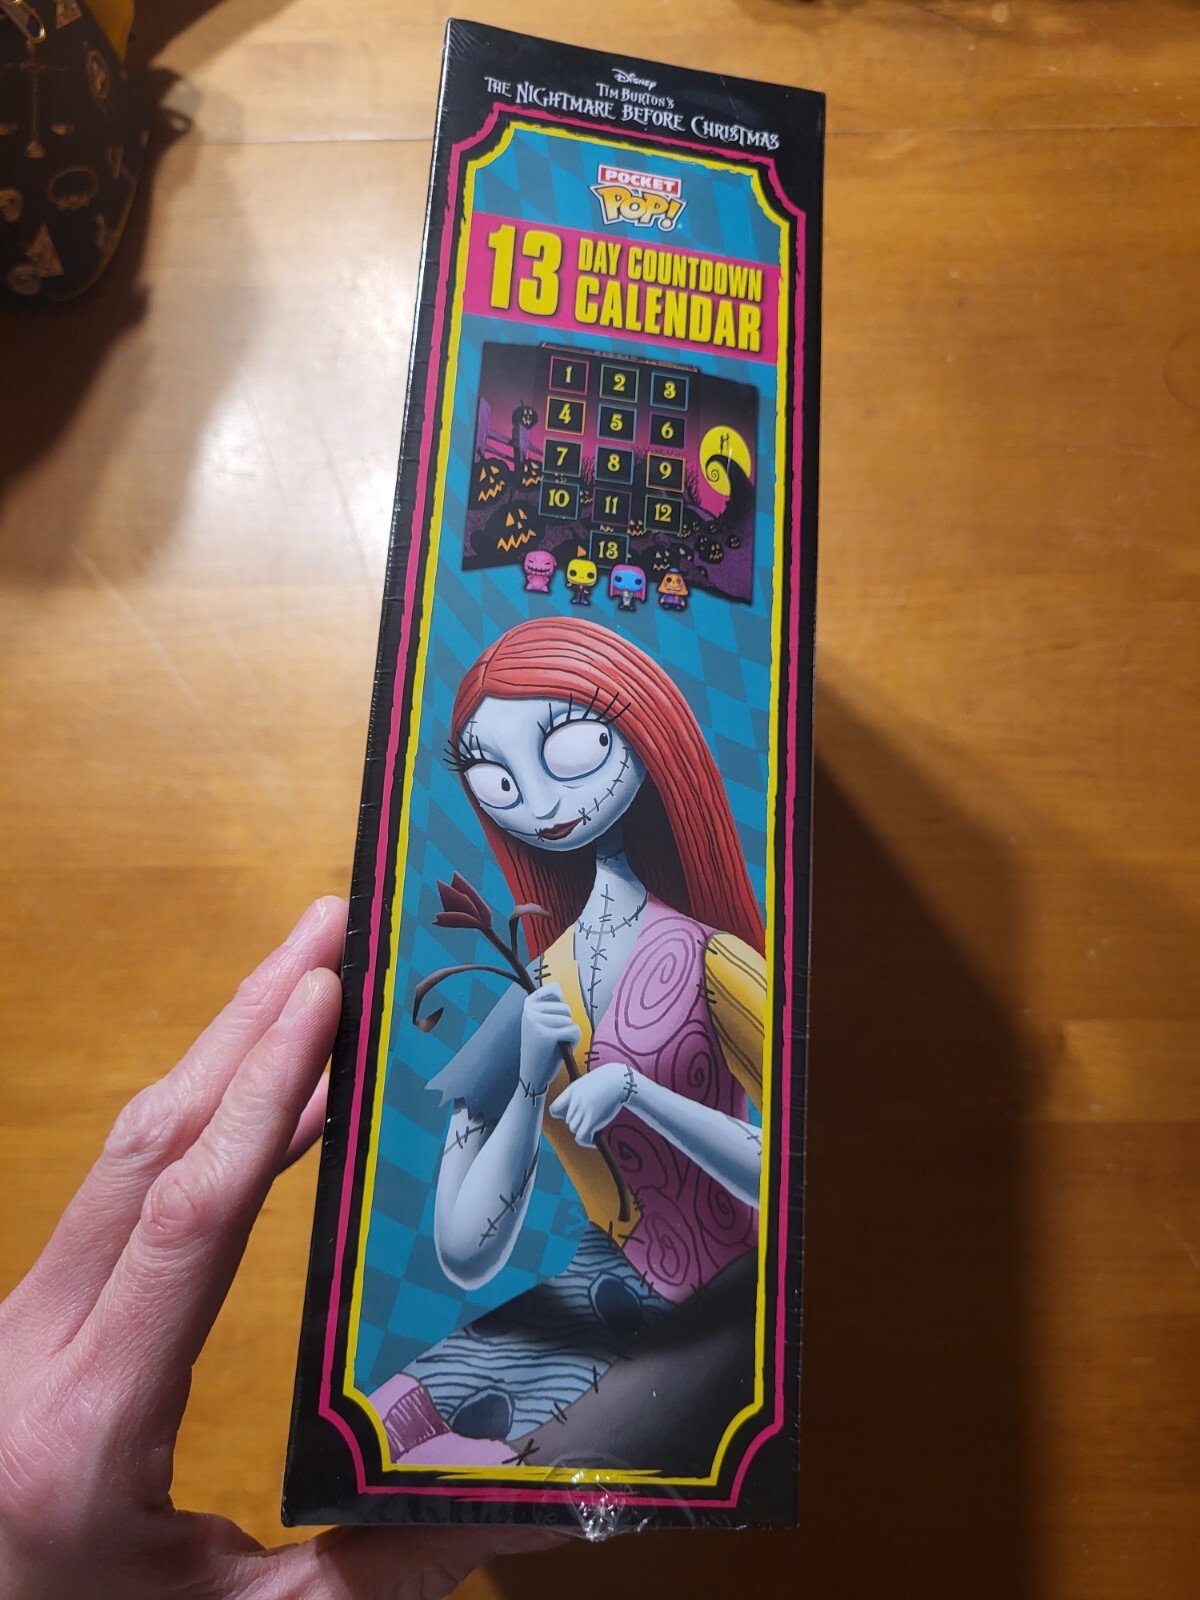 Disney
TIM BURTON'S
THE NIGHTMARE BEFORE CHRISTMAS
POCKET
POP!
13 DAY COUNTDOWN
CALENDAR
1 2 3
4 5 6
7 8 9
10 11 12
13